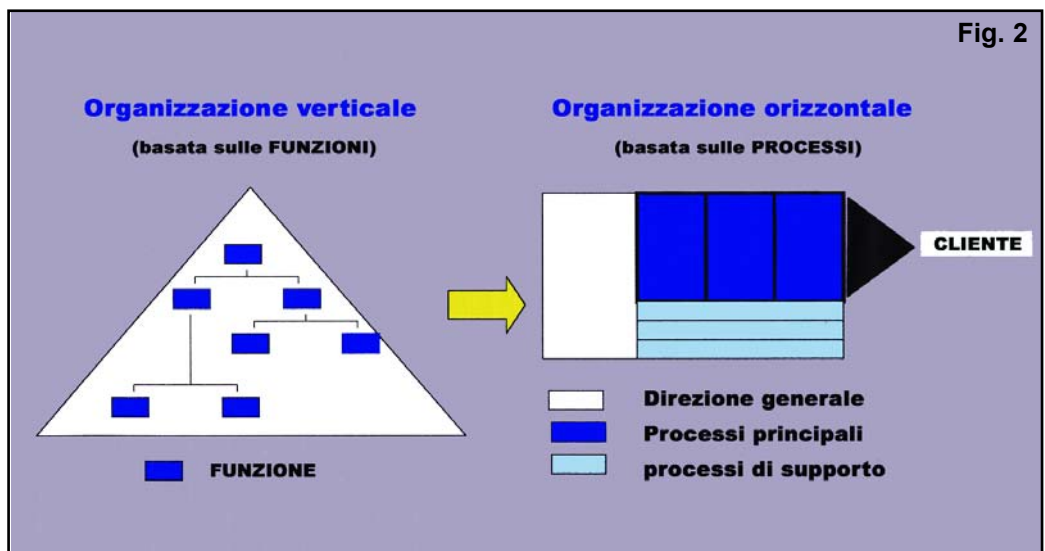 Fig. 2
Organizzazione verticale
(basata sulle FUNZIONI)
FUNZIONE
Organizzazione orizzontale
(basata sulle PROCESSI)
CLIENTE
Direzione generale
Processi principali
processi di supporto